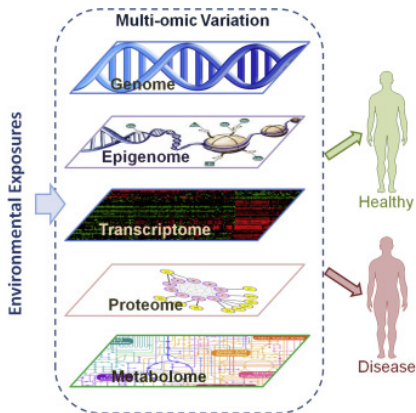 Multi-omic Variation
Environmental Exposures
Genome
Epigenome
Transcriptome
Proteome
Metabolome
Healthy
Disease